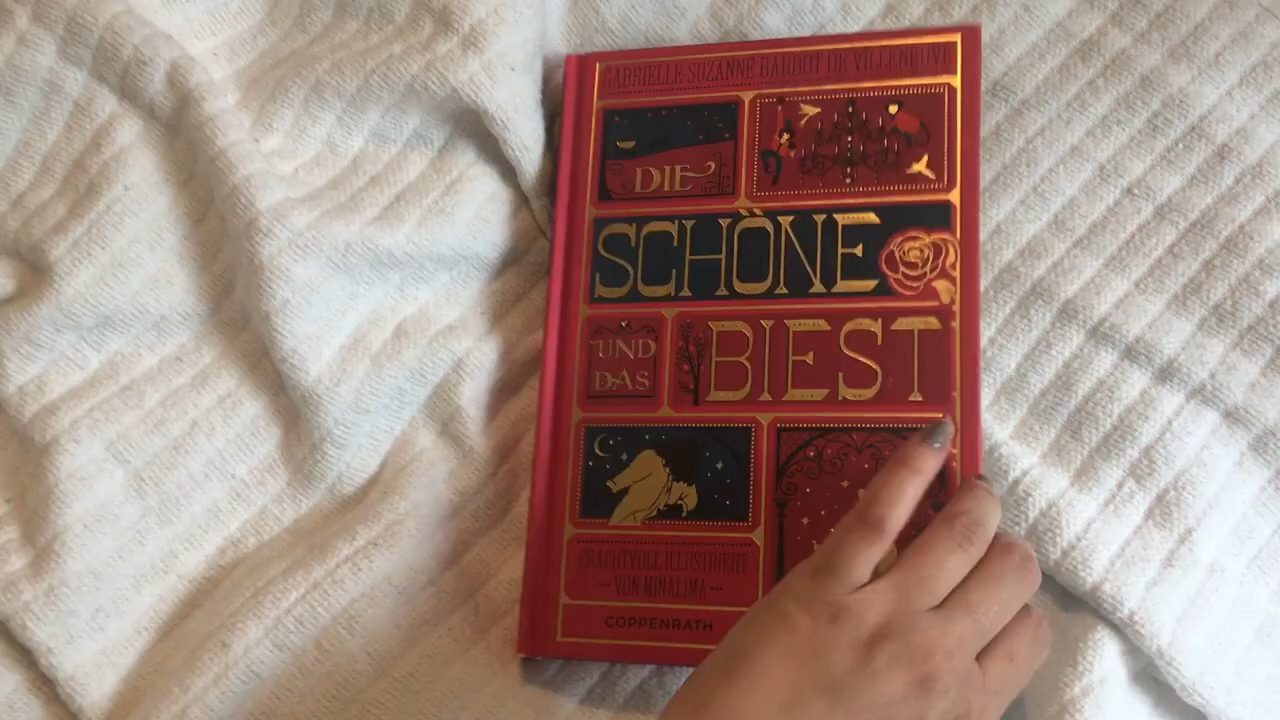 GABRIELLE-SUZANNE BARBOT DE VILLENEUVE
DIE
SCHÖNE
UND
DAS
BIEST
PRACHTVOLL ILLUSTRIERT
VON MINALIMA
COPPENRATH